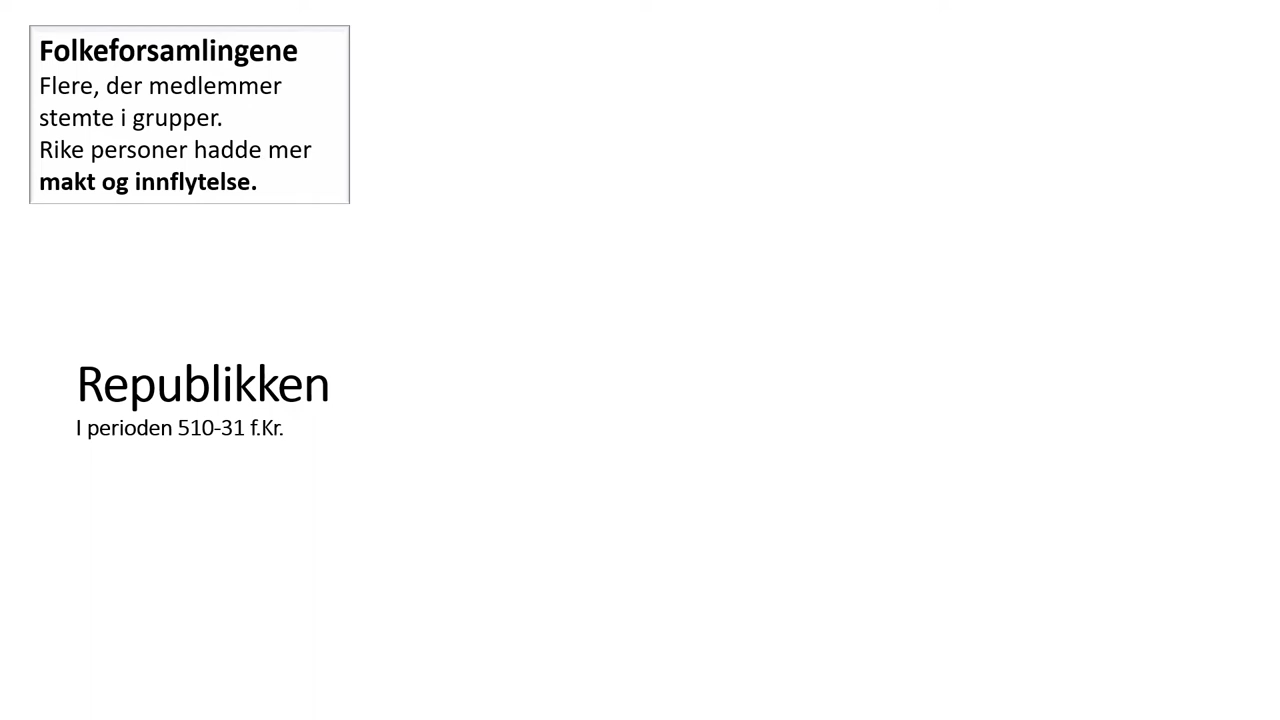 Folkeforsamlingene
Flere, der medlemmer
stemte i grupper.
Rike personer hadde mer
makt og innflytelse.
Republikken
I perioden 510-31 f.Kr.